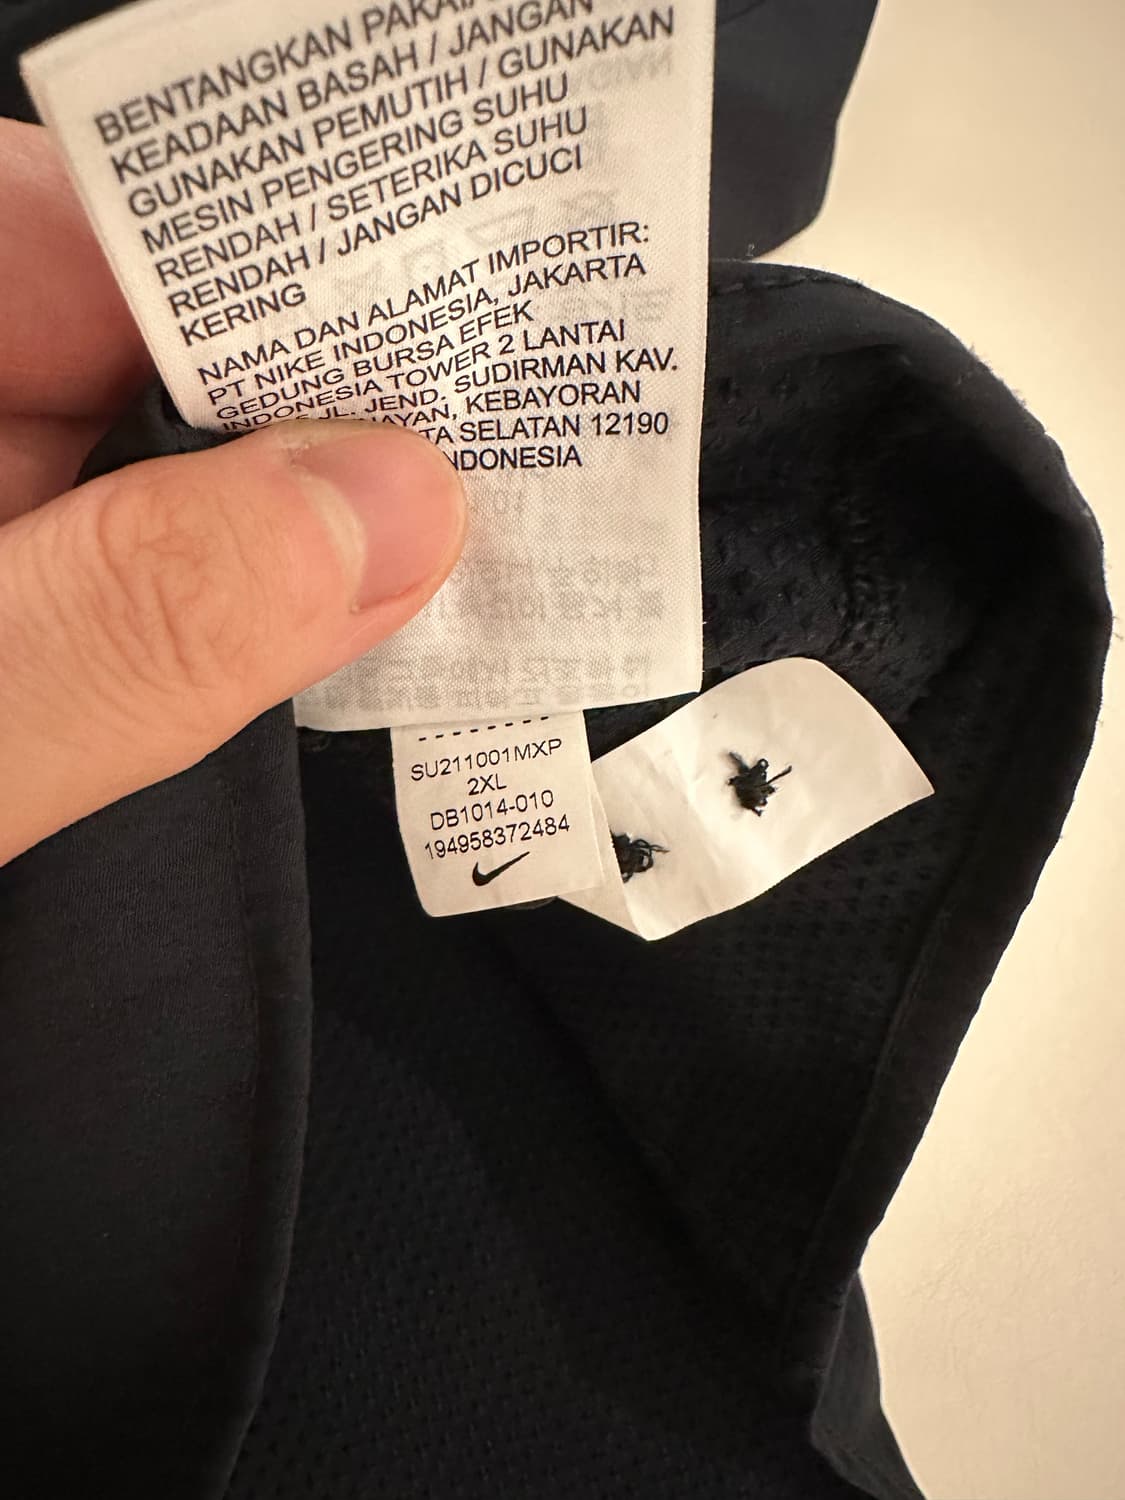 BENTANGKAN
KEADAAN BASAH / JANGAN
GUNAKAN PEMUTIH / GUNAKAN
MESIN PENGERING SUHU
RENDAH / SETERIKA SUHU
RENDAH / JANGAN DICUCI
KERING
NAMA DAN ALAMAT IMPORTIR:
PT NIKE INDONESIA, JAKARTA
GEDUNG BURSA EFEK
INDONESIA TOWER 2 LANTAI
JL. JEND. SUDIRMAN KAV.
KEBAYORAN
SELATAN 12190
INDONESIA
SU211001MXP
2XL
DB1014-010
194958372484